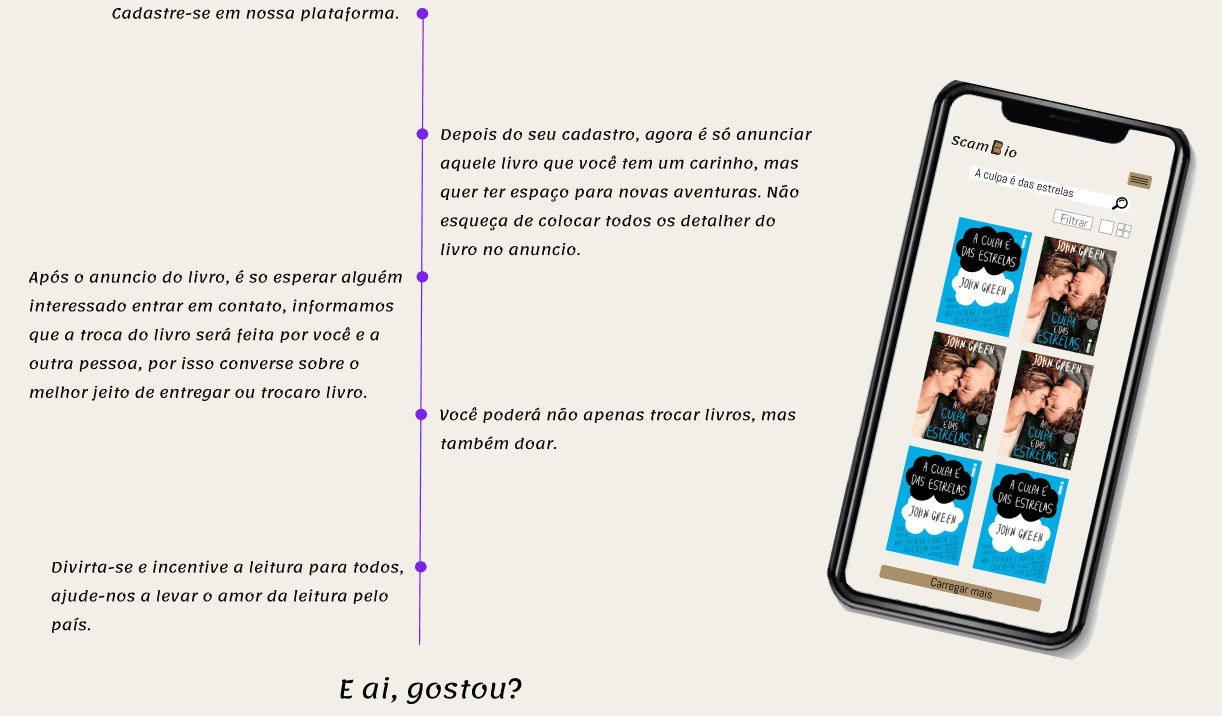 Cadastre-se em nossa plataforma.
Depois do seu cadastro, agora é só anunciar
aquele livro que você tem um carinho, mas
quer ter espaço para novas aventuras. Não
esqueça de colocar todos os detalher do
livro no anuncio.
Após o anuncio do livro, é so esperar alguém
interessado entrar em contato, informamos
que a troca do livro será feita por você e a
outra pessoa, por isso converse sobre o
melhor jeito de entregar ou trocaro livro.
Você poderá não apenas trocar livros, mas
também doar.
Divirta-se e incentive a leitura para todos,
ajude-nos a levar o amor da leitura pelo
país.
E ai, gostou?
ScamBio
A culpa é das estrelas
Filtrar
A CULPA É
DAS ESTRELAS
JOHN GREEN
JOHN GREEN
A
CULPA
É DAS
ESTRELAS
JOHN GREEN
A
CULPA
É DAS
ESTRELAS
JOHN GREEN
A
CULPA
É DAS
ESTRELAS
A CULPA É
DAS ESTRELAS
JOHN GREEN
A CULPA É
DAS ESTRELAS
JOHN GREEN
Carregar mais